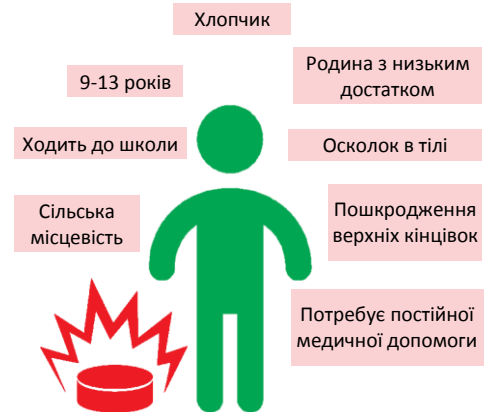 Хлопчик
9-13 років
Родина з низьким
достатком
Ходить до школи
Осколок в тілі
Сільська
місцевість
Пошкродження
верхніх кінцівок
Потребує постійної
медичної допомоги